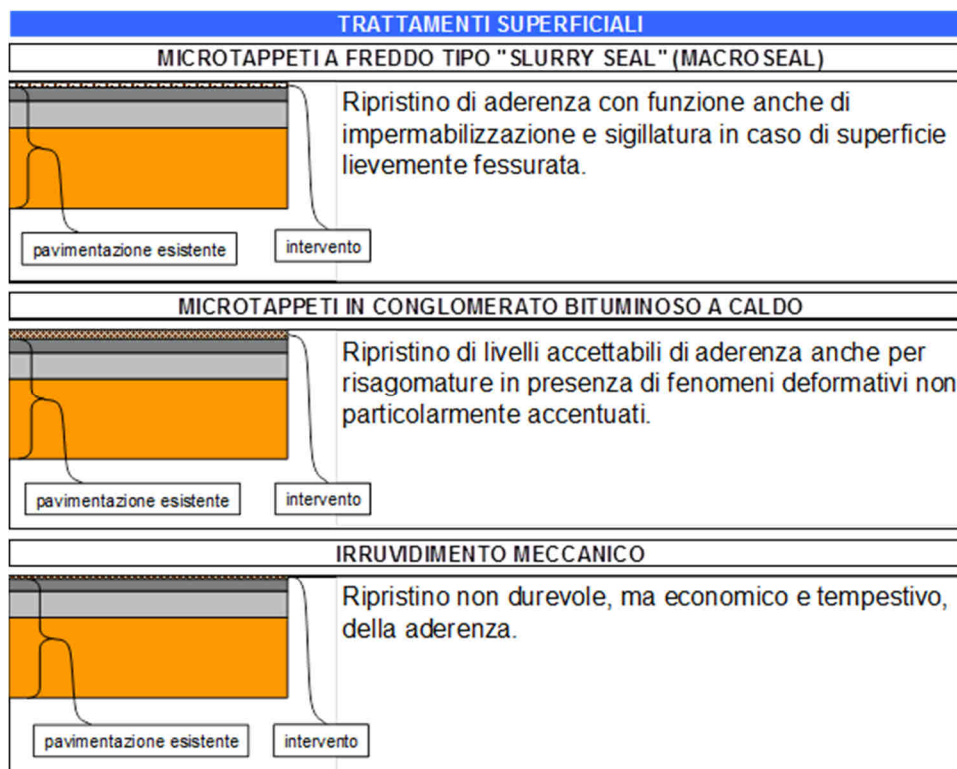 TRATTAMENTI SUPERFICIALI
MICROTAPPETI A FREDDO TIPO "SLURRY SEAL" (MACROSEAL)
Ripristino di aderenza con funzione anche di
impermabilizzazione e sigillatura in caso di superficie
lievemente fessurata.
pavimentazione esistente
intervento
MICROTAPPETI IN CONGLOMERATO BITUMINOSO A CALDO
Ripristino di livelli accettabili di aderenza anche per
risagomature in presenza di fenomeni deformativi non
particolarmente accentuati.
pavimentazione esistente
intervento
IRRUVIDIMENTO MECCANICO
Ripristino non durevole, ma economico e tempestivo,
della aderenza.
pavimentazione esistente
intervento